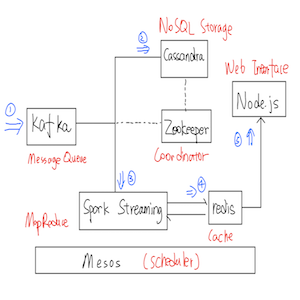 ② NoSQL Storage
Cassandra
Web Interface
Node.js
① Kafka
Message Queue
Zookeeper
Coordinator
⑤
③
④
MapReduce
Spark Streaming
redis
Cache
Mesos (Scheduler)